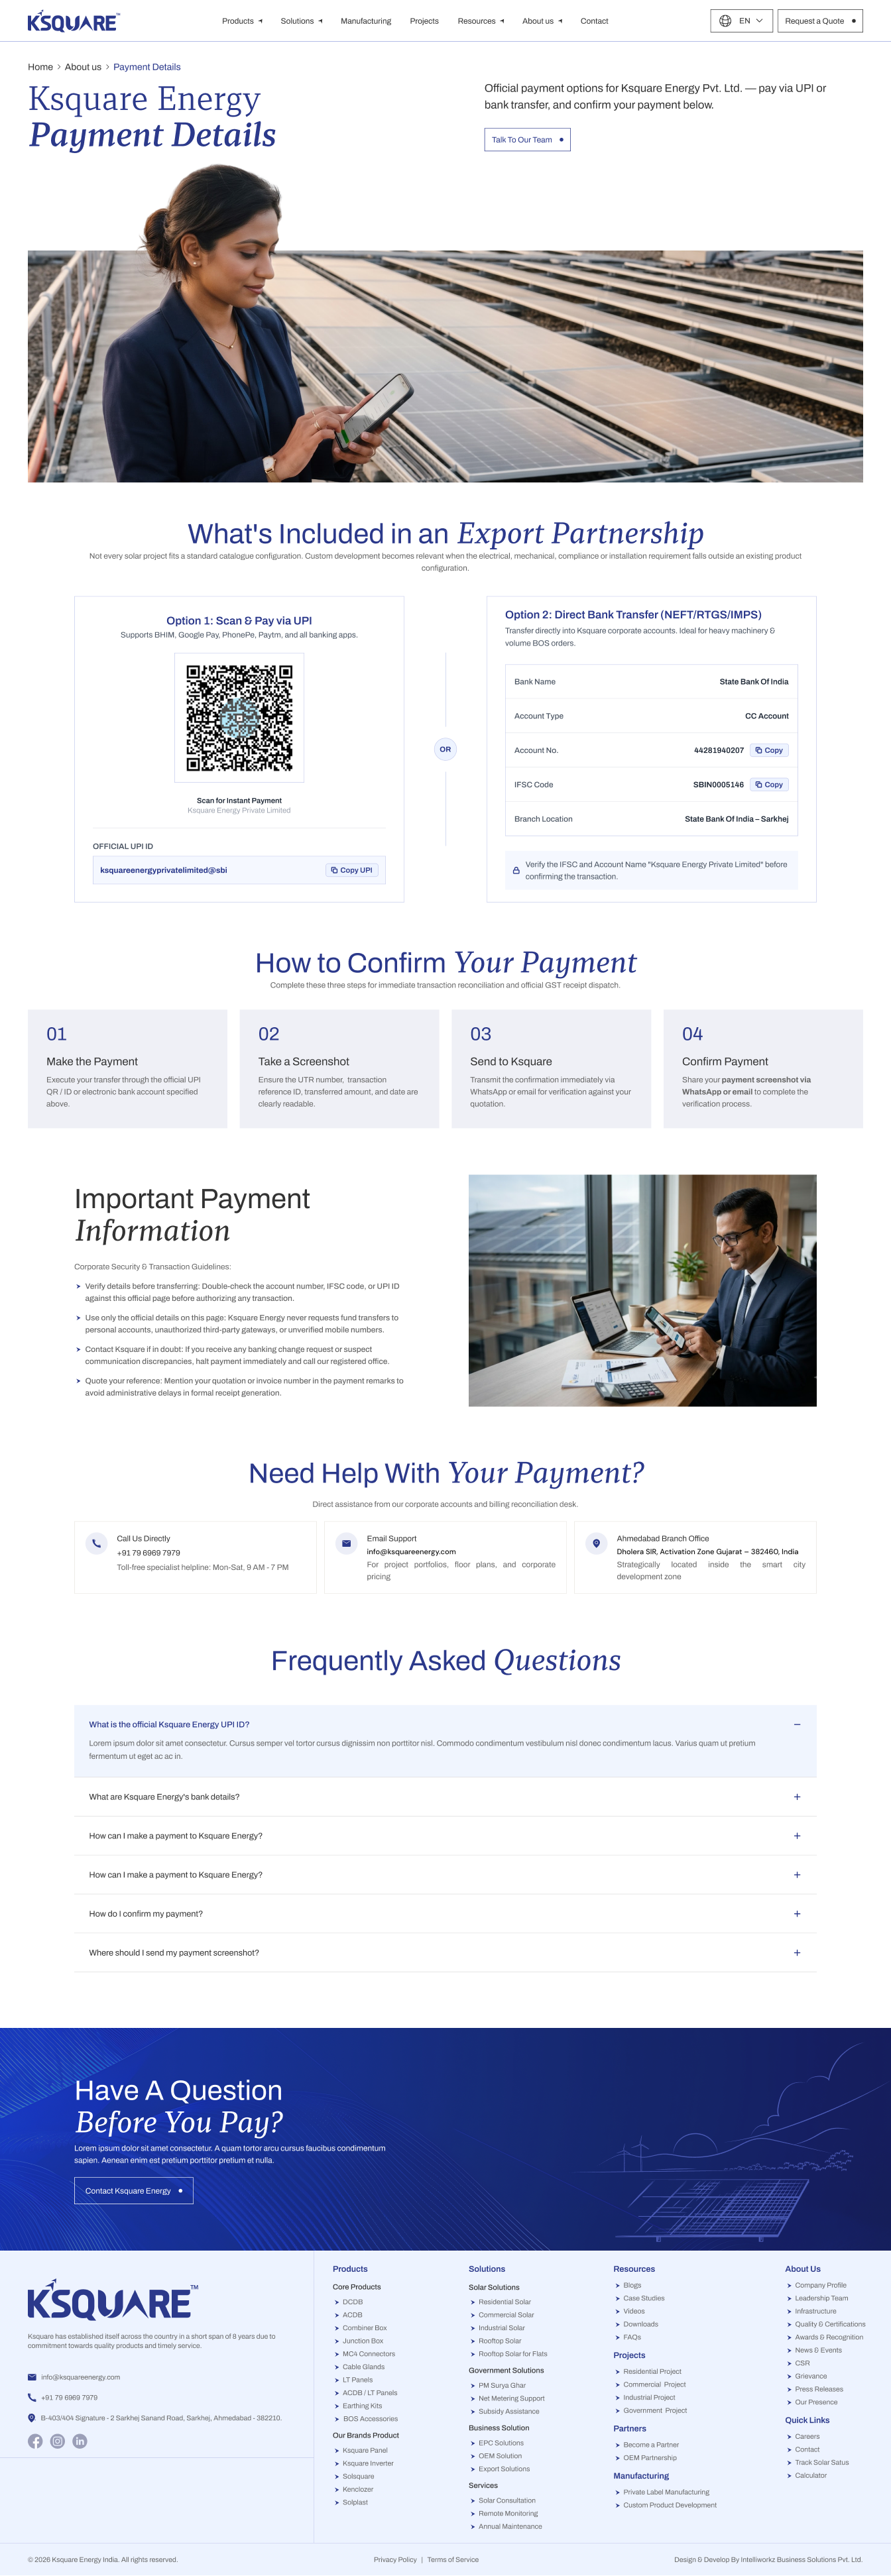 KSQUARE™
Products
Solutions
Manufacturing
Projects
Resources
About us
Contact
EN
Request a Quote
Home > About us > Payment Details
Ksquare Energy
Payment Details
Official payment options for Ksquare Energy Pvt. Ltd. — pay via UPI or
bank transfer, and confirm your payment below.
Talk To Our Team
What's Included in an Export Partnership
Not every solar project fits a standard catalogue configuration. Custom development becomes relevant when the electrical, mechanical, compliance or installation requirement falls outside an existing product
configuration.
Option 1: Scan & Pay via UPI
Supports BHIM, Google Pay, PhonePe, Paytm, and all banking apps.
Scan for Instant Payment
Ksquare Energy Private Limited
OFFICIAL UPI ID
ksquareenergyprivatelimited@sbi
Copy UPI
OR
Option 2: Direct Bank Transfer (NEFT/RTGS/IMPS)
Transfer directly into Ksquare corporate accounts. Ideal for heavy machinery &
volume BOS orders.
Bank Name State Bank Of India
Account Type CC Account
Account No. 44281940207 Copy
IFSC Code SBIN0005146 Copy
Branch Location State Bank Of India – Sarkhej
Verify the IFSC and Account Name "Ksquare Energy Private Limited" before
confirming the transaction.
How to Confirm Your Payment
Complete these three steps for immediate transaction reconciliation and official GST receipt dispatch.
01
Make the Payment
Execute your transfer through the official UPI
QR / ID or electronic bank account specified
above.
02
Take a Screenshot
Ensure the UTR number, transaction
reference ID, transferred amount, and date are
clearly readable.
03
Send to Ksquare
Transmit the confirmation immediately via
WhatsApp or email for verification against your
quotation.
04
Confirm Payment
Share your payment screenshot via
WhatsApp or email to complete the
verification process.
Important Payment
Information
Corporate Security & Transaction Guidelines:
Verify details before transferring: Double-check the account number, IFSC code, or UPI ID
against this official page before authorizing any transaction.
Use only the official details on this page: Ksquare Energy never requests fund transfers to
personal accounts, unauthorized third-party gateways, or unverified mobile numbers.
Contact Ksquare if in doubt: If you receive any banking change request or suspect
communication discrepancies, halt payment immediately and call our registered office.
Quote your reference: Mention your quotation or invoice number in the payment remarks to
avoid administrative delays in formal receipt generation.
Need Help With Your Payment?
Direct assistance from our corporate accounts and billing reconciliation desk.
Call Us Directly
+91 79 6969 7979
Toll-free specialist helpline: Mon-Sat, 9 AM - 7 PM
Email Support
info@ksquareenergy.com
For project portfolios, floor plans, and corporate
pricing
Ahmedabad Branch Office
Dholera SIR, Activation Zone Gujarat – 382460, India
Strategically located inside the smart city
development zone
Frequently Asked Questions
What is the official Ksquare Energy UPI ID?
Lorem ipsum dolor sit amet consectetur. Cursus semper vel tortor cursus dignissim non porttitor nisl. Commodo condimentum vestibulum nisl donec condimentum lacus. Varius quam ut pretium
fermentum ut eget ac ac in.
What are Ksquare Energy's bank details?
How can I make a payment to Ksquare Energy?
How can I make a payment to Ksquare Energy?
How do I confirm my payment?
Where should I send my payment screenshot?
Have A Question
Before You Pay?
Lorem ipsum dolor sit amet consectetur. A quam tortor arcu cursus faucibus condimentum
sapien. Aenean enim est pretium porttitor pretium et nulla.
Contact Ksquare Energy
KSQUARE™
Ksquare has established itself across the country in a short span of 8 years due to
commitment towards quality products and timely service.
info@ksquareenergy.com
+91 79 6969 7979
B-403/404 Signature - 2 Sarkhej Sanand Road, Sarkhej, Ahmedabad - 382210.
Products
Core Products
DCDB
ACDB
Combiner Box
Junction Box
MC4 Connectors
Cable Glands
LT Panels
ACDB / LT Panels
Earthing Kits
BOS Accessories
Our Brands Product
Ksquare Panel
Ksquare Inverter
Solsquare
Kenclozer
Solplast
Solutions
Solar Solutions
Residential Solar
Commercial Solar
Industrial Solar
Rooftop Solar
Rooftop Solar for Flats
Government Solutions
PM Surya Ghar
Net Metering Support
Subsidy Assistance
Business Solution
EPC Solutions
OEM Solution
Export Solutions
Services
Solar Consultation
Remote Monitoring
Annual Maintenance
Resources
Blogs
Case Studies
Videos
Downloads
FAQs
Projects
Residential Project
Commercial Project
Industrial Project
Government Project
Partners
Become a Partner
OEM Partnership
Manufacturing
Private Label Manufacturing
Custom Product Development
About Us
Company Profile
Leadership Team
Infrastructure
Quality & Certifications
Awards & Recognition
News & Events
CSR
Grievance
Press Releases
Our Presence
Quick Links
Careers
Contact
Track Solar Satus
Calculator
© 2026 Ksquare Energy India. All rights reserved.
Privacy Policy | Terms of Service
Design & Develop By Intelliworkz Business Solutions Pvt. Ltd.